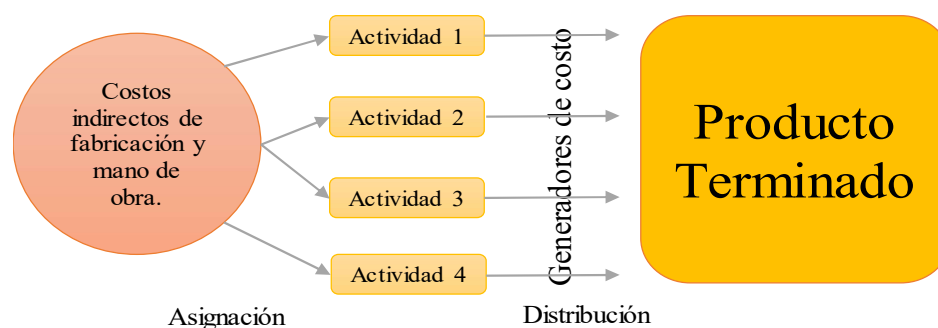 Costos
indirectos de
fabricación y
mano de
obra.
Actividad 1
Actividad 2
Actividad 3
Actividad 4
Generadores de costo
Producto
Terminado
Asignación
Distribución